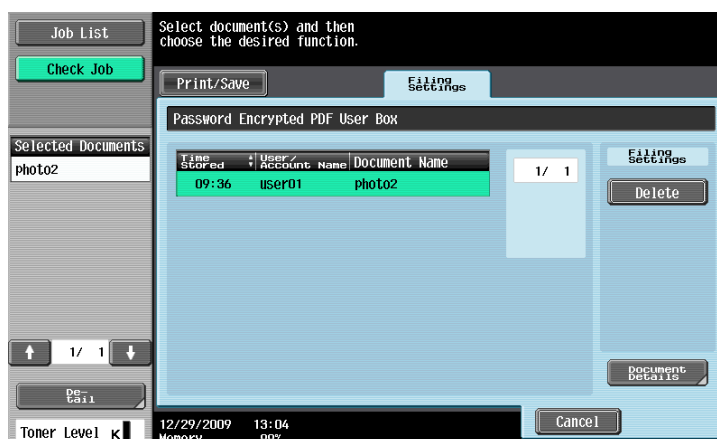 Job List
Check Job
Select document(s) and then
choose the desired function.
Print/Save
Filing
Settings
Password Encrypted PDF User Box
Selected Documents
photo2
Time
Stored
User/
Account Name
Document Name
09:36 user01 photo2
1/ 1
Filing
Settings
Delete
1/ 1
De-
tail
Document
Details
Toner Level K
12/29/2009 13:04
Memory 99%
Cancel